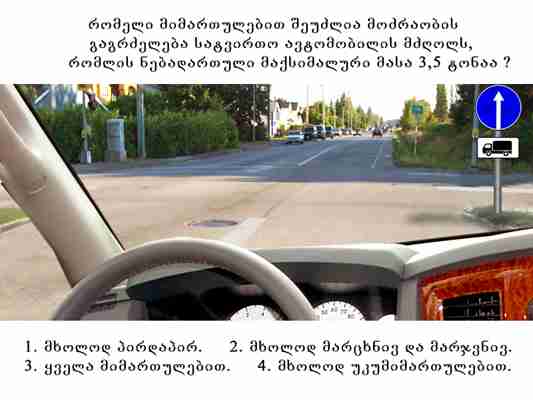 რომელი მიმართულებით შეუძლია მოძრაობის
გაგრძელება სატვირთო ავტომობილის მძღოლს,
რომლის ნებადართული მაქსიმალური მასა 3,5 ტონაა ?
1. მხოლოდ პირდაპირ. 2. მხოლოდ მარცხნივ და მარჯვნივ.
3. ყველა მიმართულებით. 4. მხოლოდ უკუმიმართულებით.